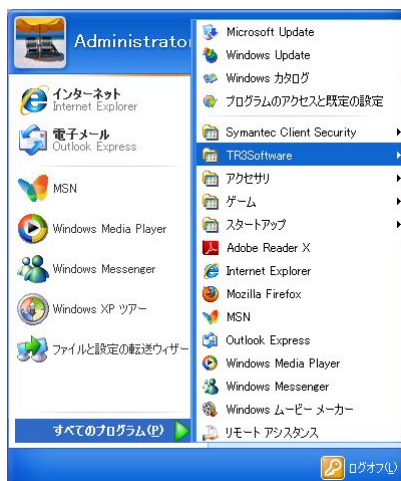 Administrato
インターネット
Internet Explorer
電子メール
Outlook Express
MSN
Windows Media Player
Windows Messenger
Windows XP ツアー
ファイルと設定の転送ウィザー
すべてのプログラム(P)
Microsoft Update
Windows Update
Windows カタログ
プログラムのアクセスと既定の設定
Symantec Client Security
TR3Software
アクセサリ
ゲーム
スタートアップ
Adobe Reader X
Internet Explorer
Mozilla Firefox
MSN
Outlook Express
Windows Media Player
Windows Messenger
Windows ムービー メーカー
リモート アシスタンス
ログオフ(L)